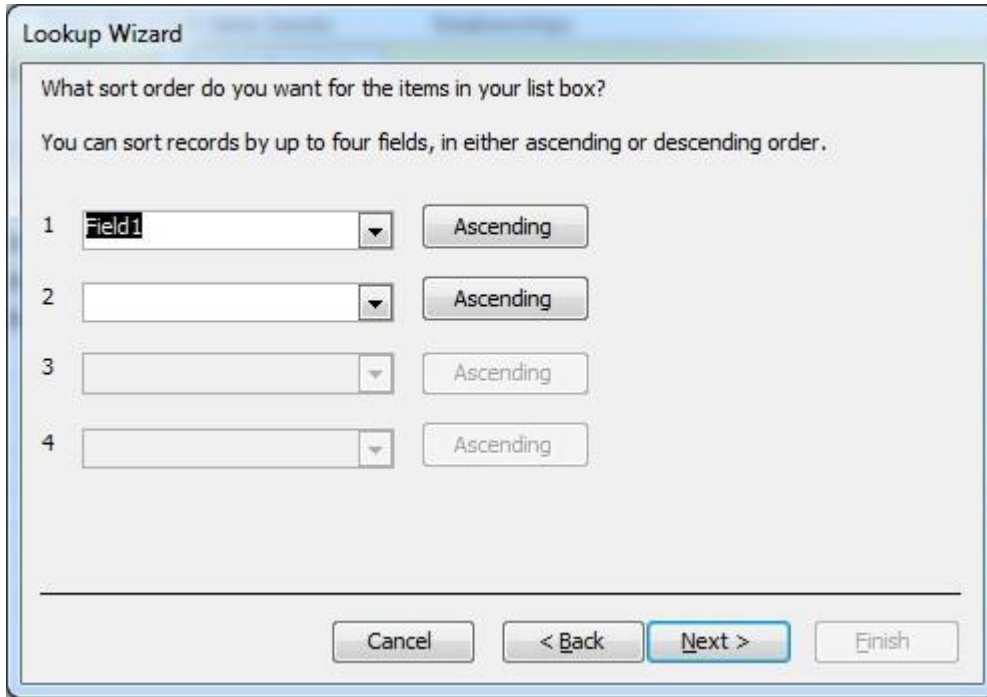 Lookup Wizard
What sort order do you want for the items in your list box?
You can sort records by up to four fields, in either ascending or descending order.
1 Field1 Ascending
2 Ascending
3 Ascending
4 Ascending
Cancel < Back Next > Finish